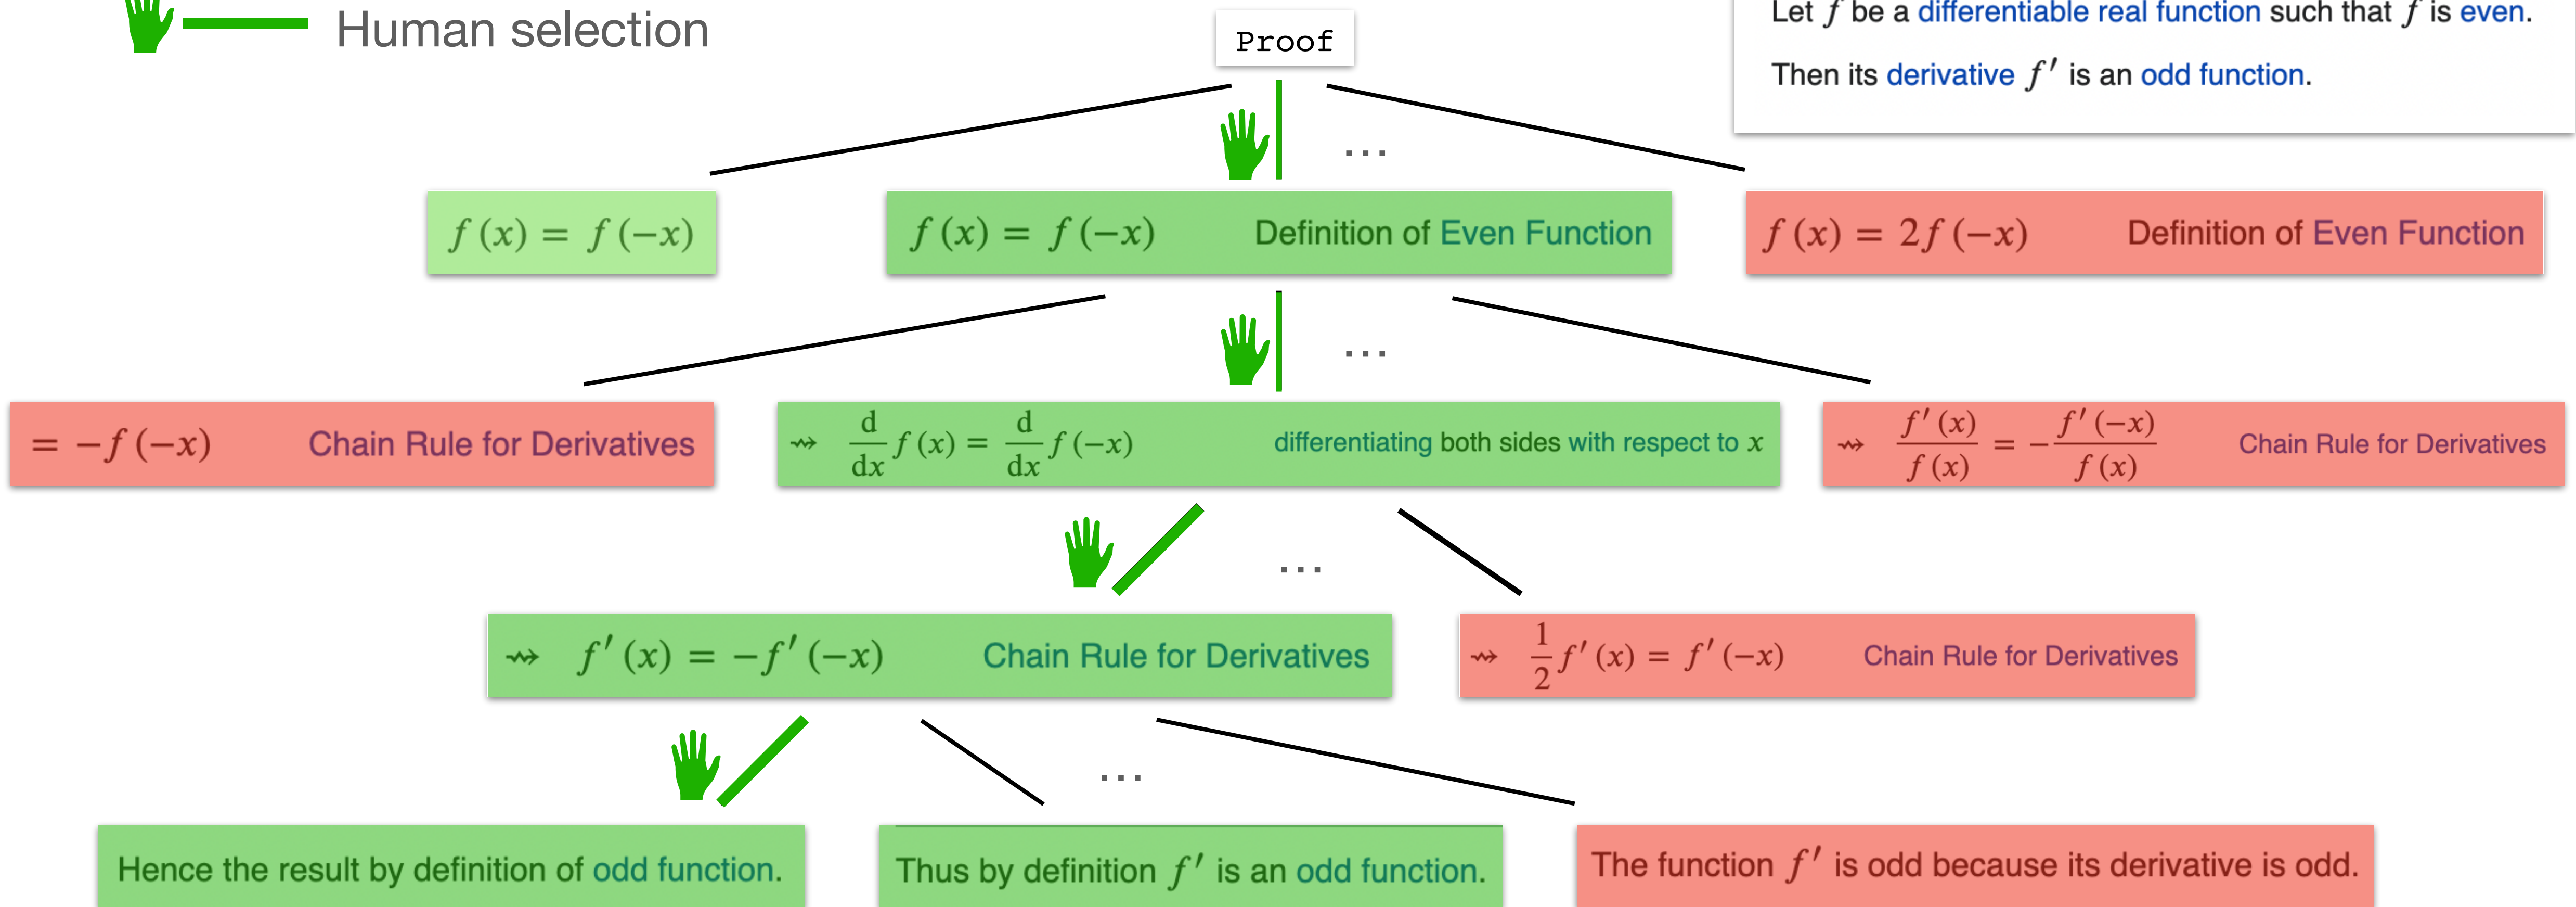 Human selection
Let f be a differentiable real function such that f is even.
Then its derivative f′ is an odd function.
Proof
...
f (x) = f (−x)
f (x) = f (−x) Definition of Even Function
f (x) = 2f (−x) Definition of Even Function
...
= −f (−x) Chain Rule for Derivatives
⇝ d/dx f (x) = d/dx f (−x) differentiating both sides with respect to x
⇝ f′ (x)/f (x) = − f′ (−x)/f (x) Chain Rule for Derivatives
...
⇝ f′ (x) = −f′ (−x) Chain Rule for Derivatives
⇝ 1/2 f′ (x) = f′ (−x) Chain Rule for Derivatives
...
Hence the result by definition of odd function.
Thus by definition f′ is an odd function.
The function f′ is odd because its derivative is odd.